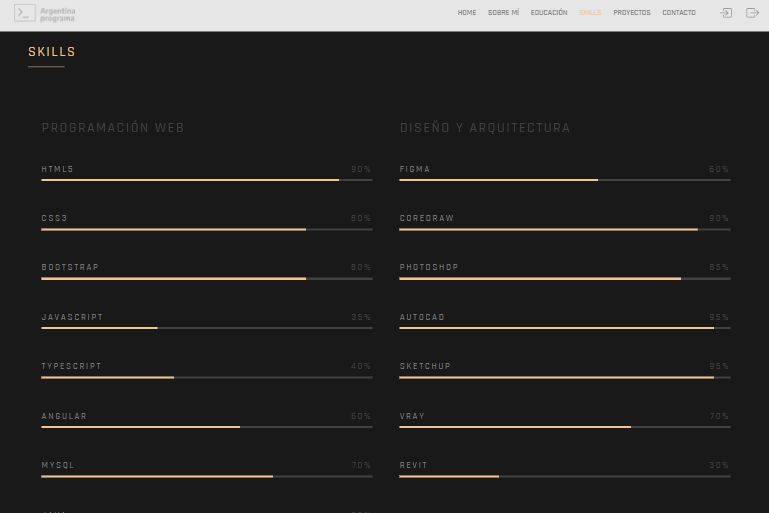 Argentina
programa
HOME SOBRE MÍ EDUCACIÓN SKILLS PROYECTOS CONTACTO
SKILLS
PROGRAMACIÓN WEB
HTML5 90%
CSS3 80%
BOOTSTRAP 80%
JAVASCRIPT 35%
TYPESCRIPT 40%
ANGULAR 60%
MYSQL 70%
DISEÑO Y ARQUITECTURA
FIGMA 60%
COREDRAW 90%
PHOTOSHOP 85%
AUTOCAD 95%
SKETCHUP 95%
VRAY 70%
REVIT 30%